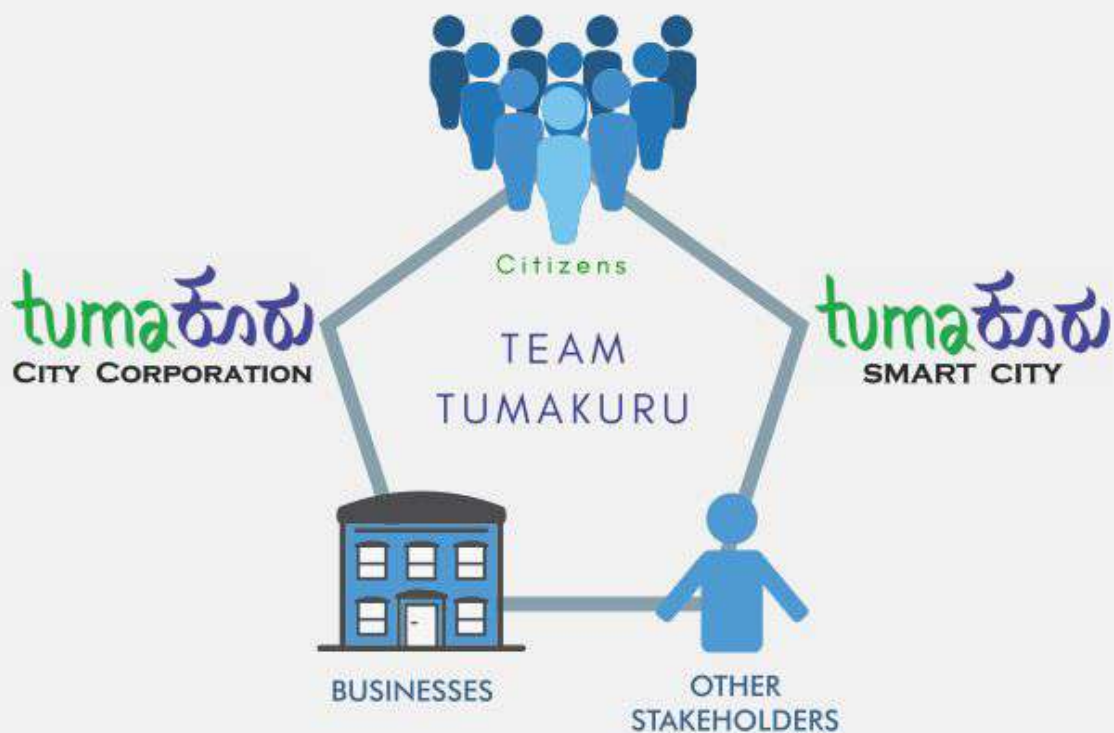 Citizens
tumaಕೂರು
CITY CORPORATION
TEAM
TUMAKURU
tumaಕೂರು
SMART CITY
BUSINESSES
OTHER
STAKEHOLDERS